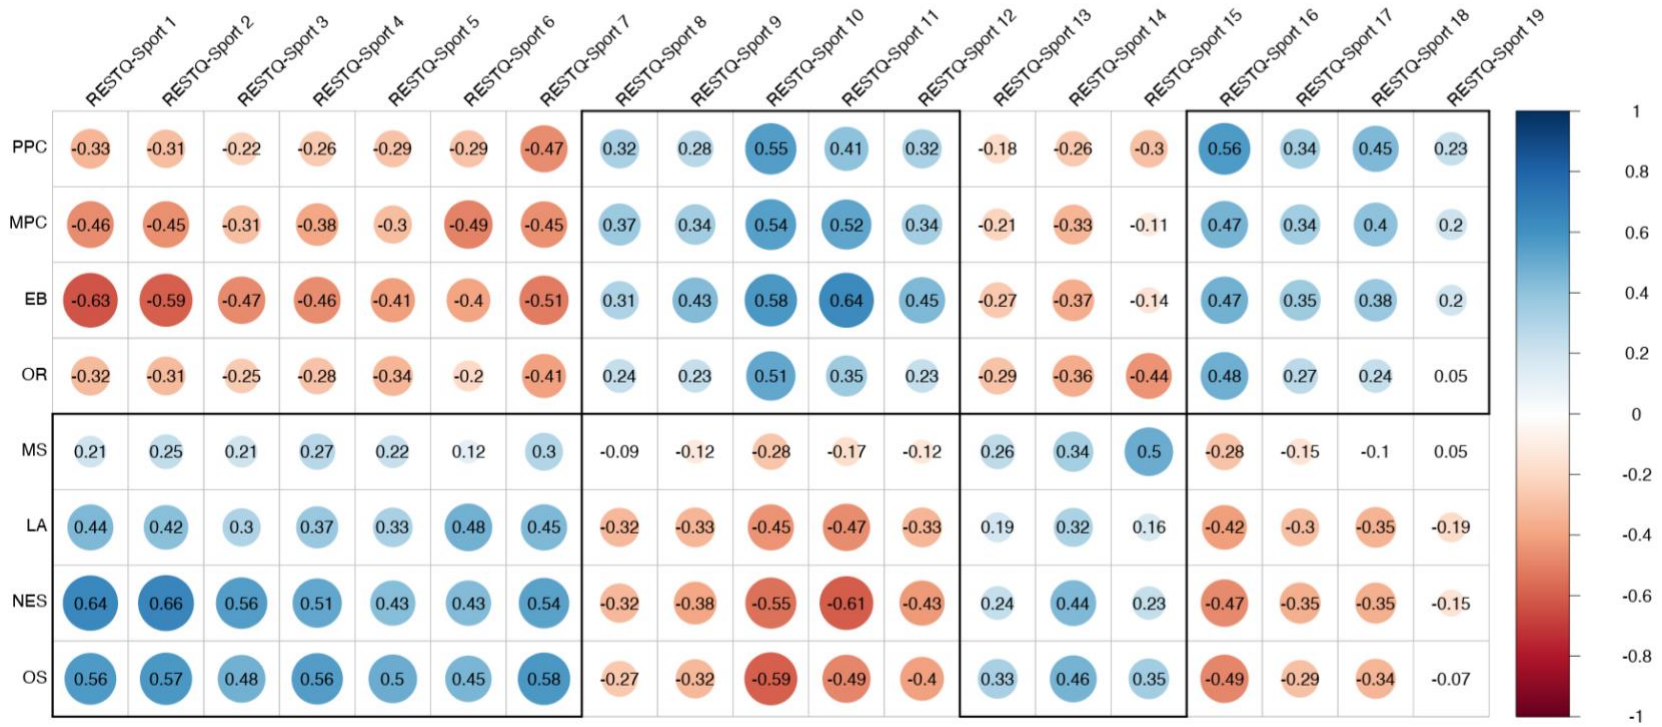 RESTQ-Sport 1 RESTQ-Sport 2 RESTQ-Sport 3 RESTQ-Sport 4 RESTQ-Sport 5 RESTQ-Sport 6 RESTQ-Sport 7 RESTQ-Sport 8 RESTQ-Sport 9 RESTQ-Sport 10 RESTQ-Sport 11 RESTQ-Sport 12 RESTQ-Sport 13 RESTQ-Sport 14 RESTQ-Sport 15 RESTQ-Sport 16 RESTQ-Sport 17 RESTQ-Sport 18 RESTQ-Sport 19
PPC -0.33 -0.31 -0.22 -0.26 -0.29 -0.29 -0.47 0.32 0.28 0.55 0.41 0.32 -0.18 -0.26 -0.3 0.56 0.34 0.45 0.23
MPC -0.46 -0.45 -0.31 -0.38 -0.3 -0.49 -0.45 0.37 0.34 0.54 0.52 0.34 -0.21 -0.33 -0.11 0.47 0.34 0.4 0.2
EB -0.63 -0.59 -0.47 -0.46 -0.41 -0.4 -0.51 0.31 0.43 0.58 0.64 0.45 -0.27 -0.37 -0.14 0.47 0.35 0.38 0.2
OR -0.32 -0.31 -0.25 -0.28 -0.34 -0.2 -0.41 0.24 0.23 0.51 0.35 0.23 -0.29 -0.36 -0.44 0.48 0.27 0.24 0.05
MS 0.21 0.25 0.21 0.27 0.22 0.12 0.3 -0.09 -0.12 -0.28 -0.17 -0.12 0.26 0.34 0.5 -0.28 -0.15 -0.1 0.05
LA 0.44 0.42 0.3 0.37 0.33 0.48 0.45 -0.32 -0.33 -0.45 -0.47 -0.33 0.19 0.32 0.16 -0.42 -0.3 -0.35 -0.19
NES 0.64 0.66 0.56 0.51 0.43 0.43 0.54 -0.32 -0.38 -0.55 -0.61 -0.43 0.24 0.44 0.23 -0.47 -0.35 -0.35 -0.15
OS 0.56 0.57 0.48 0.56 0.5 0.45 0.58 -0.27 -0.32 -0.59 -0.49 -0.4 0.33 0.46 0.35 -0.49 -0.29 -0.34 -0.07
1
0.8
0.6
0.4
0.2
0
-0.2
-0.4
-0.6
-0.8
-1